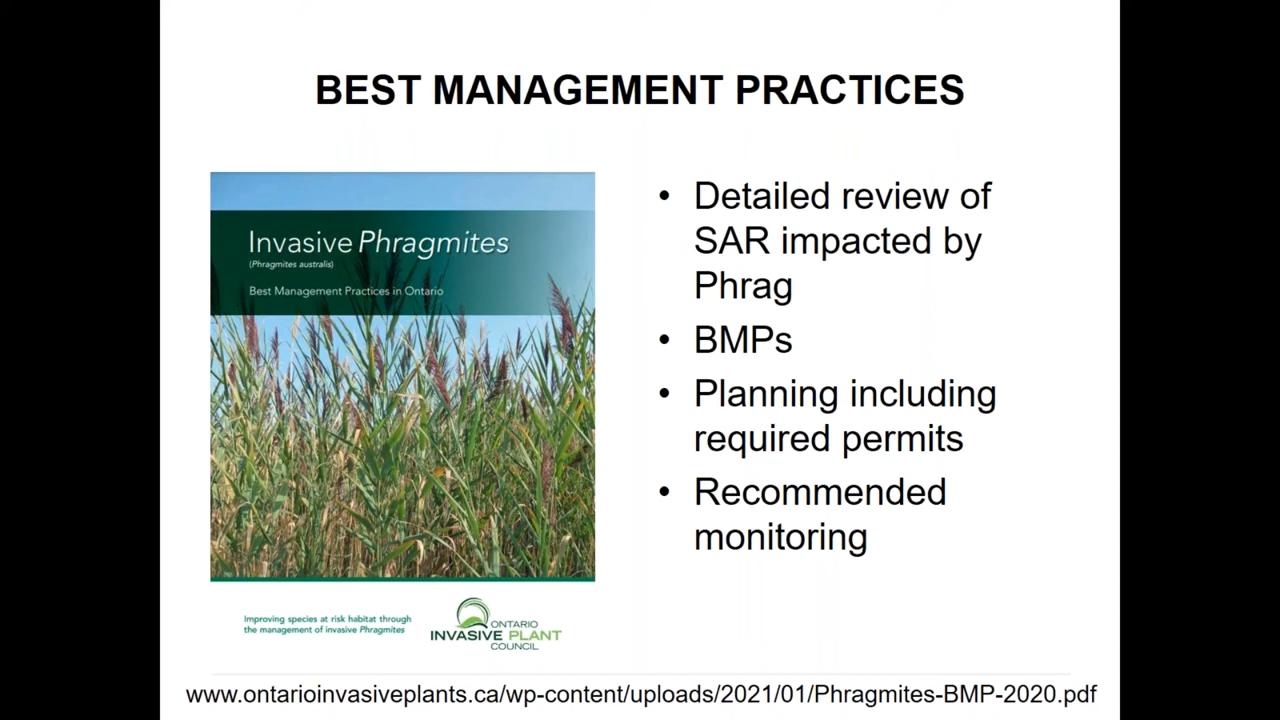 BEST MANAGEMENT PRACTICES
Invasive Phragmites
(Phragmites australis)
Best Management Practices in Ontario
Improving species at risk habitat through
the management of invasive Phragmites
ONTARIO
INVASIVE PLANT
COUNCIL
• Detailed review of
SAR impacted by
Phrag
• BMPs
• Planning including
required permits
• Recommended
monitoring
www.ontarioinvasiveplants.ca/wp-content/uploads/2021/01/Phragmites-BMP-2020.pdf